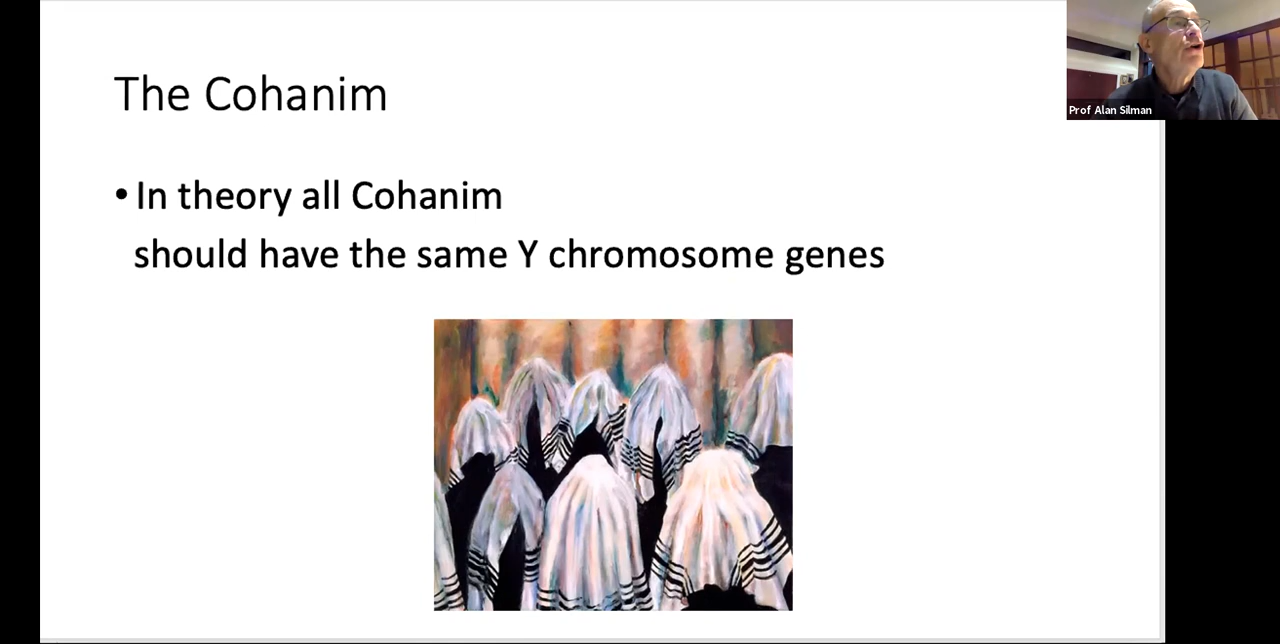 The Cohanim
Prof Alan Silman
• In theory all Cohanim
should have the same Y chromosome genes